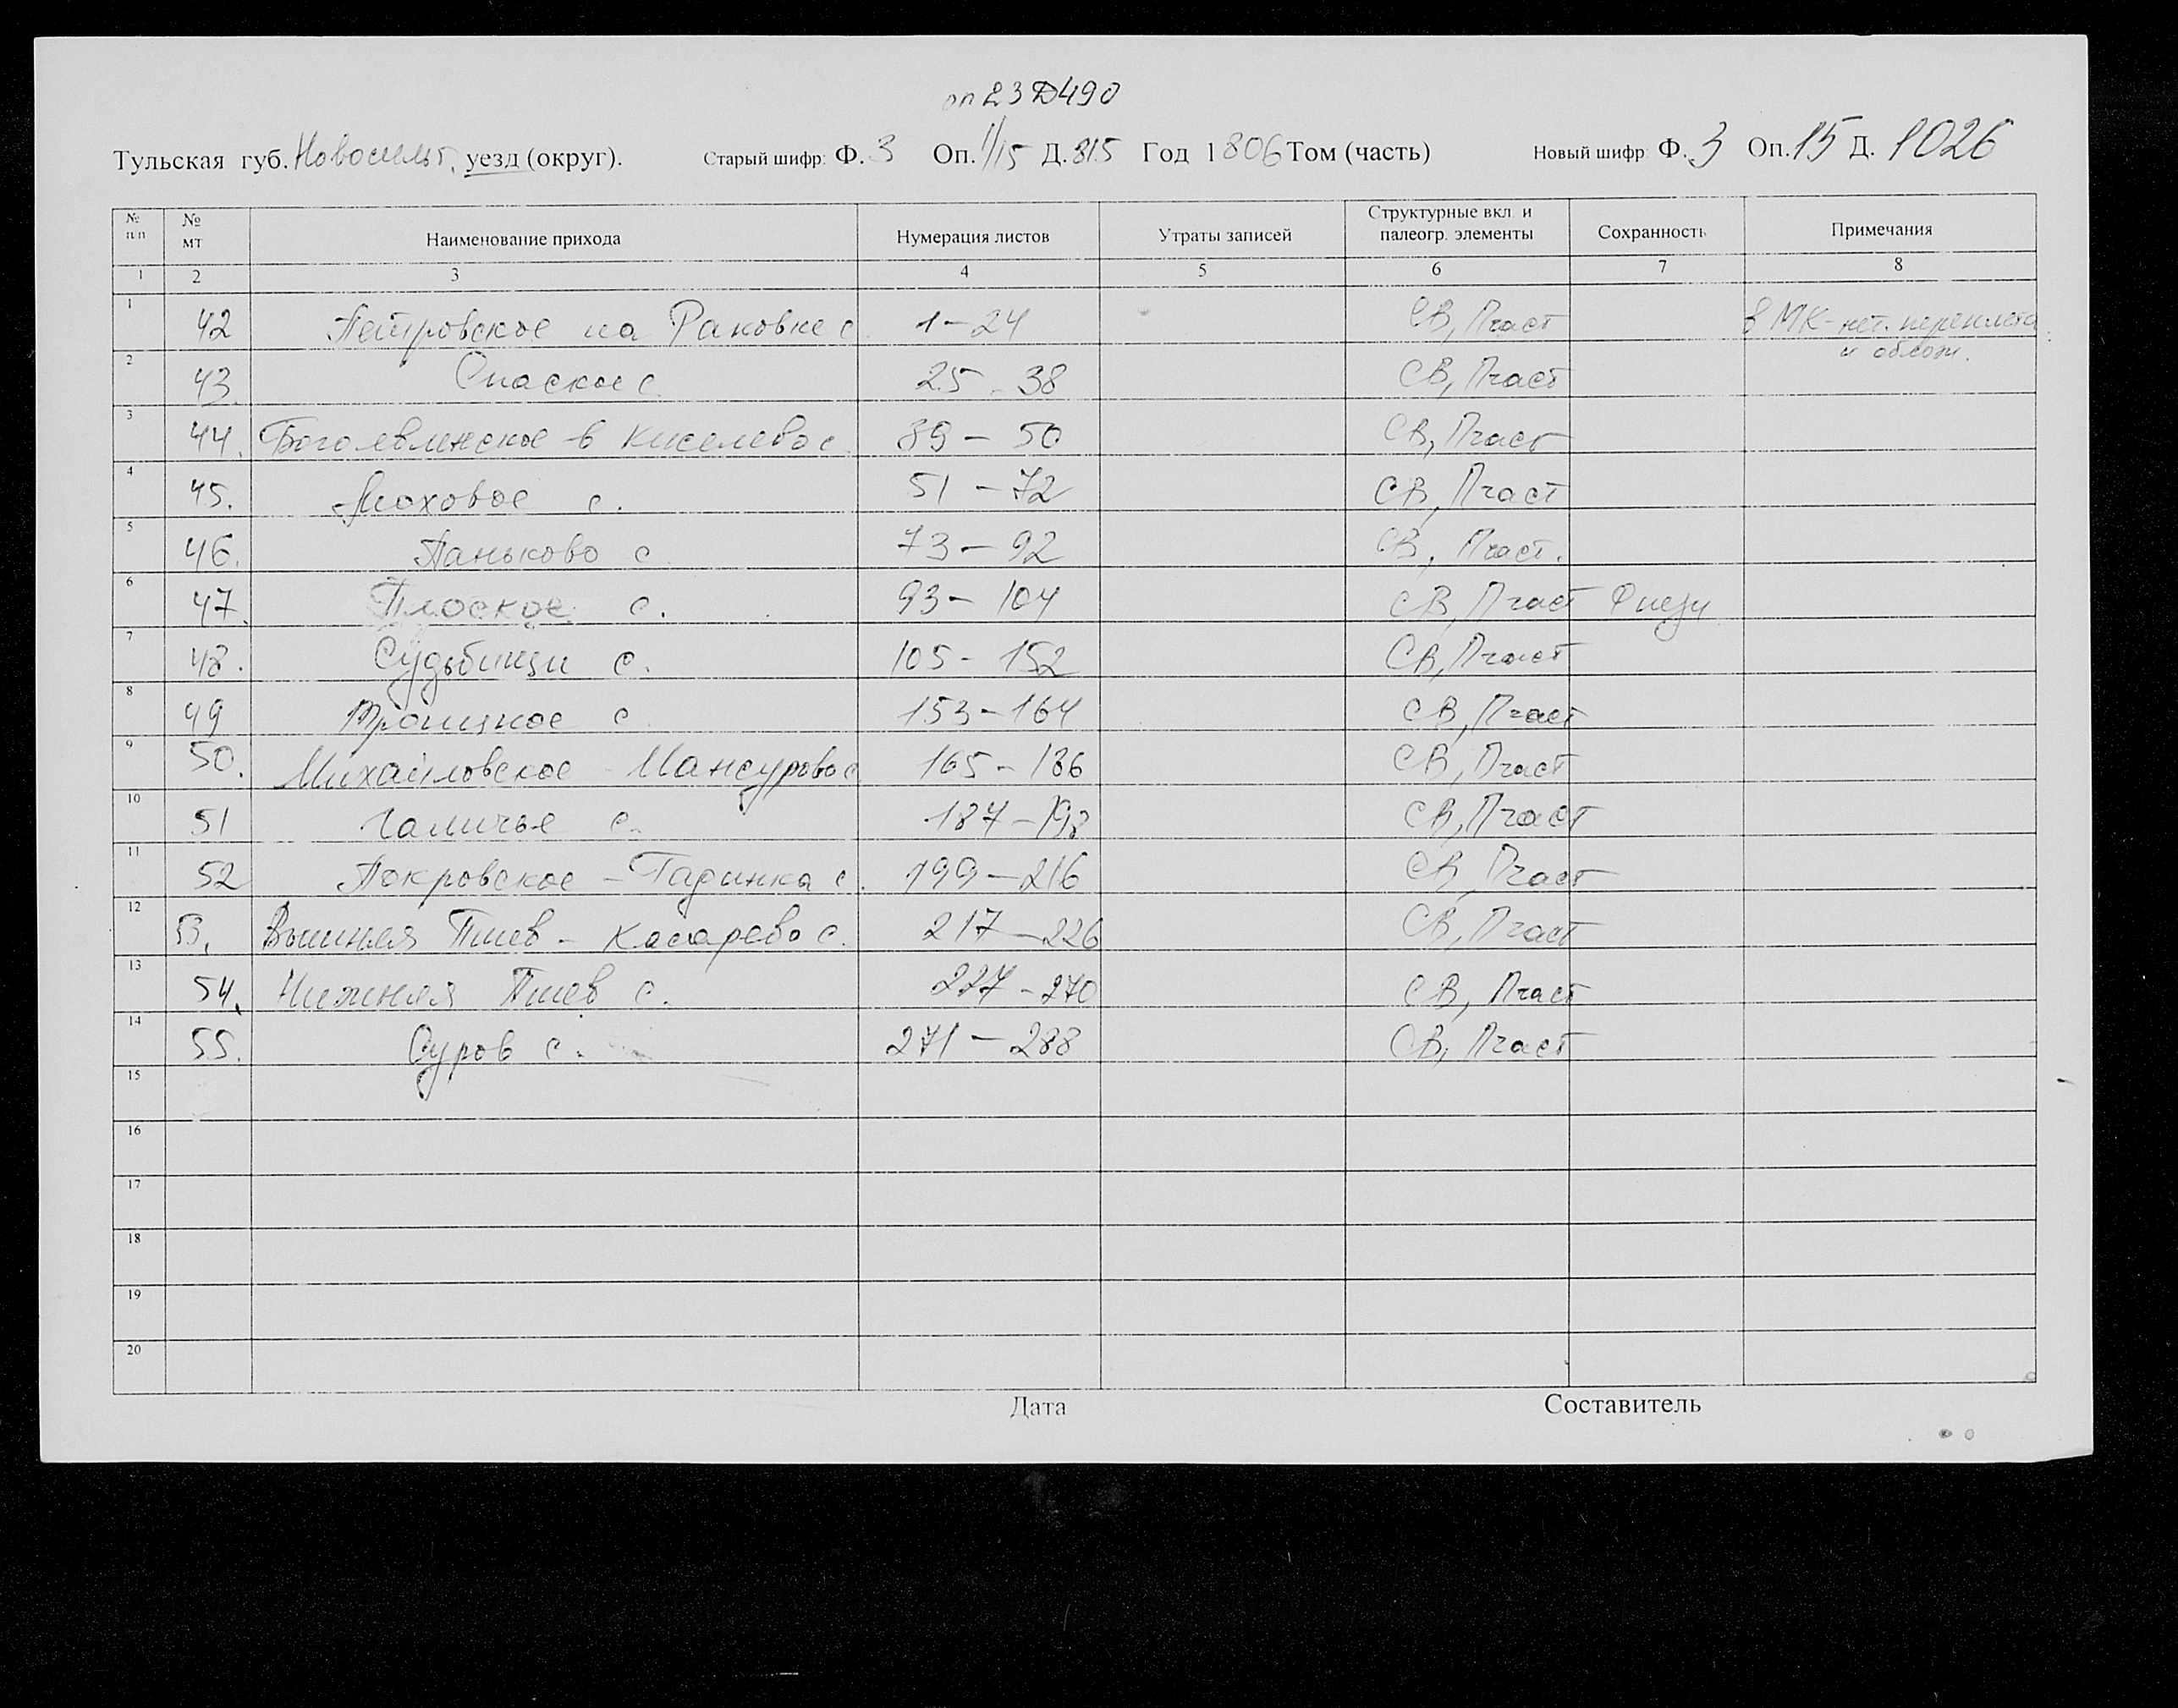 оп 23 Д490
Тульская губ. Новосильс. уезд (округ). Старый шифр: Ф. 3 Оп. 1/15 Д. 815 Год 1806 Том (часть) Новый шифр: Ф. 3 Оп. 15 Д. 1026
№ п/п № мт Наименование прихода Нумерация листов Утраты записей Структурные вкл. и палеогр. элементы Сохранность Примечания
1 2 3 4 5 6 7 8
1 42 Петровское на Раковке с 1-24 СВ, Пчаст в МК-нет. переплета
и облож.
2 43. Спаское с 25-38 СВ, Пчаст
3 44. Богоявленское в Киселево с. 39-50 СВ, Пчаст
4 45. Моховое с. 51-72 СВ, Пчаст
5 46. Паньково с 73-92 СВ, Пчаст.
6 47. Плоское с. 93-104 СВ, Пчаст
7 48. Судьбищи с. 105-152 СВ, Пчаст
8 49 Троицкое с 153-164 СВ, Пчаст
9 50. Михайловское - Мансурово с 165-186 СВ, Пчаст
10 51 Галичье с. 187-198 СВ, Пчаст
11 52 Покровское - Гадинка с. 199-216 СВ, Пчаст
12 53. Вышняя Пшев - Касарево с. 217-226 СВ, Пчаст
13 54. Нижняя Пшев с. 227-270 СВ, Пчаст
14 55. Суров с. 271-288 СВ, Пчаст
15
16
17
18
19
20
Дата Составитель